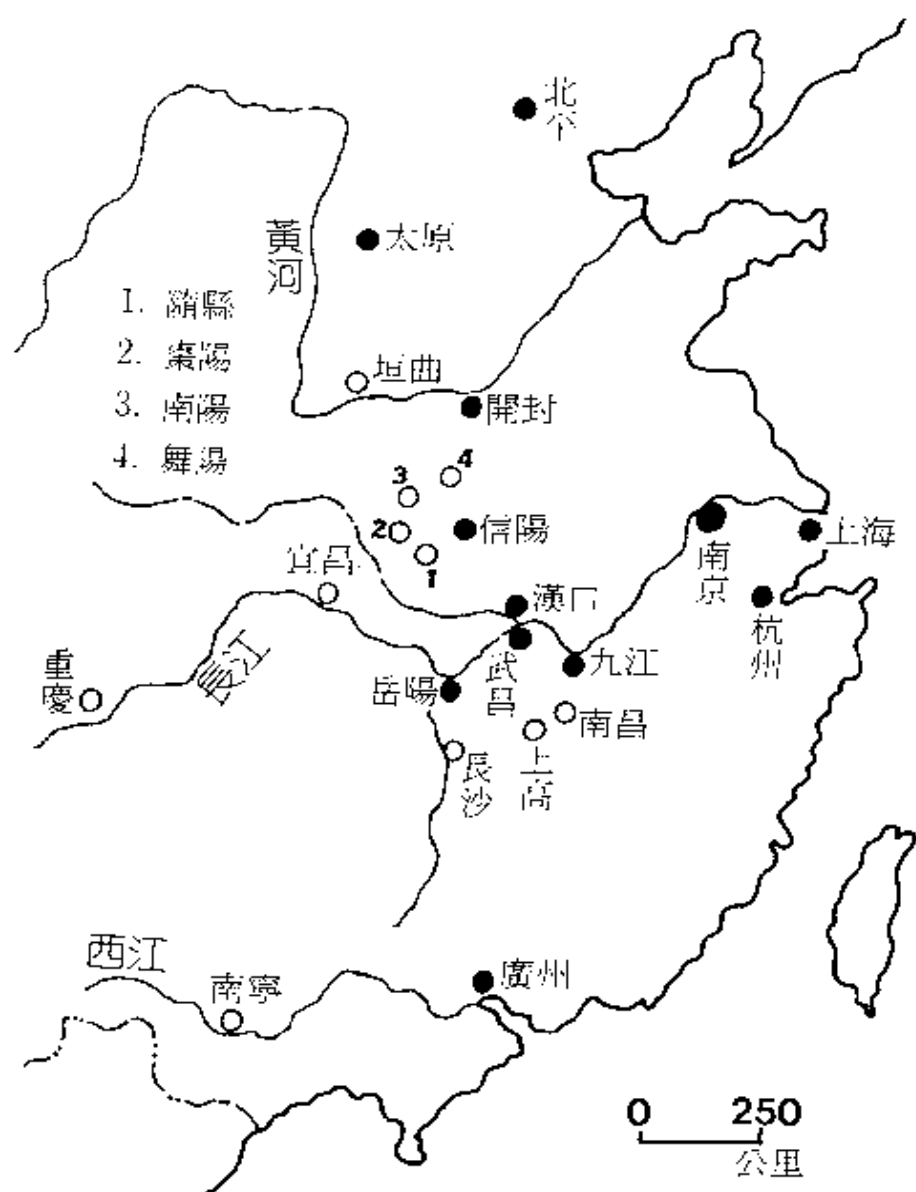 北平
太原
黃河
1. 隨縣
2. 棗陽
3. 南陽
4. 舞陽
垣曲
開封
4
3
2
1
信陽
宜昌
漢口
武昌
南京
上海
杭州
九江
岳陽
長江
重慶
南昌
上高
長沙
西江
南寧
廣州
0 250
公里